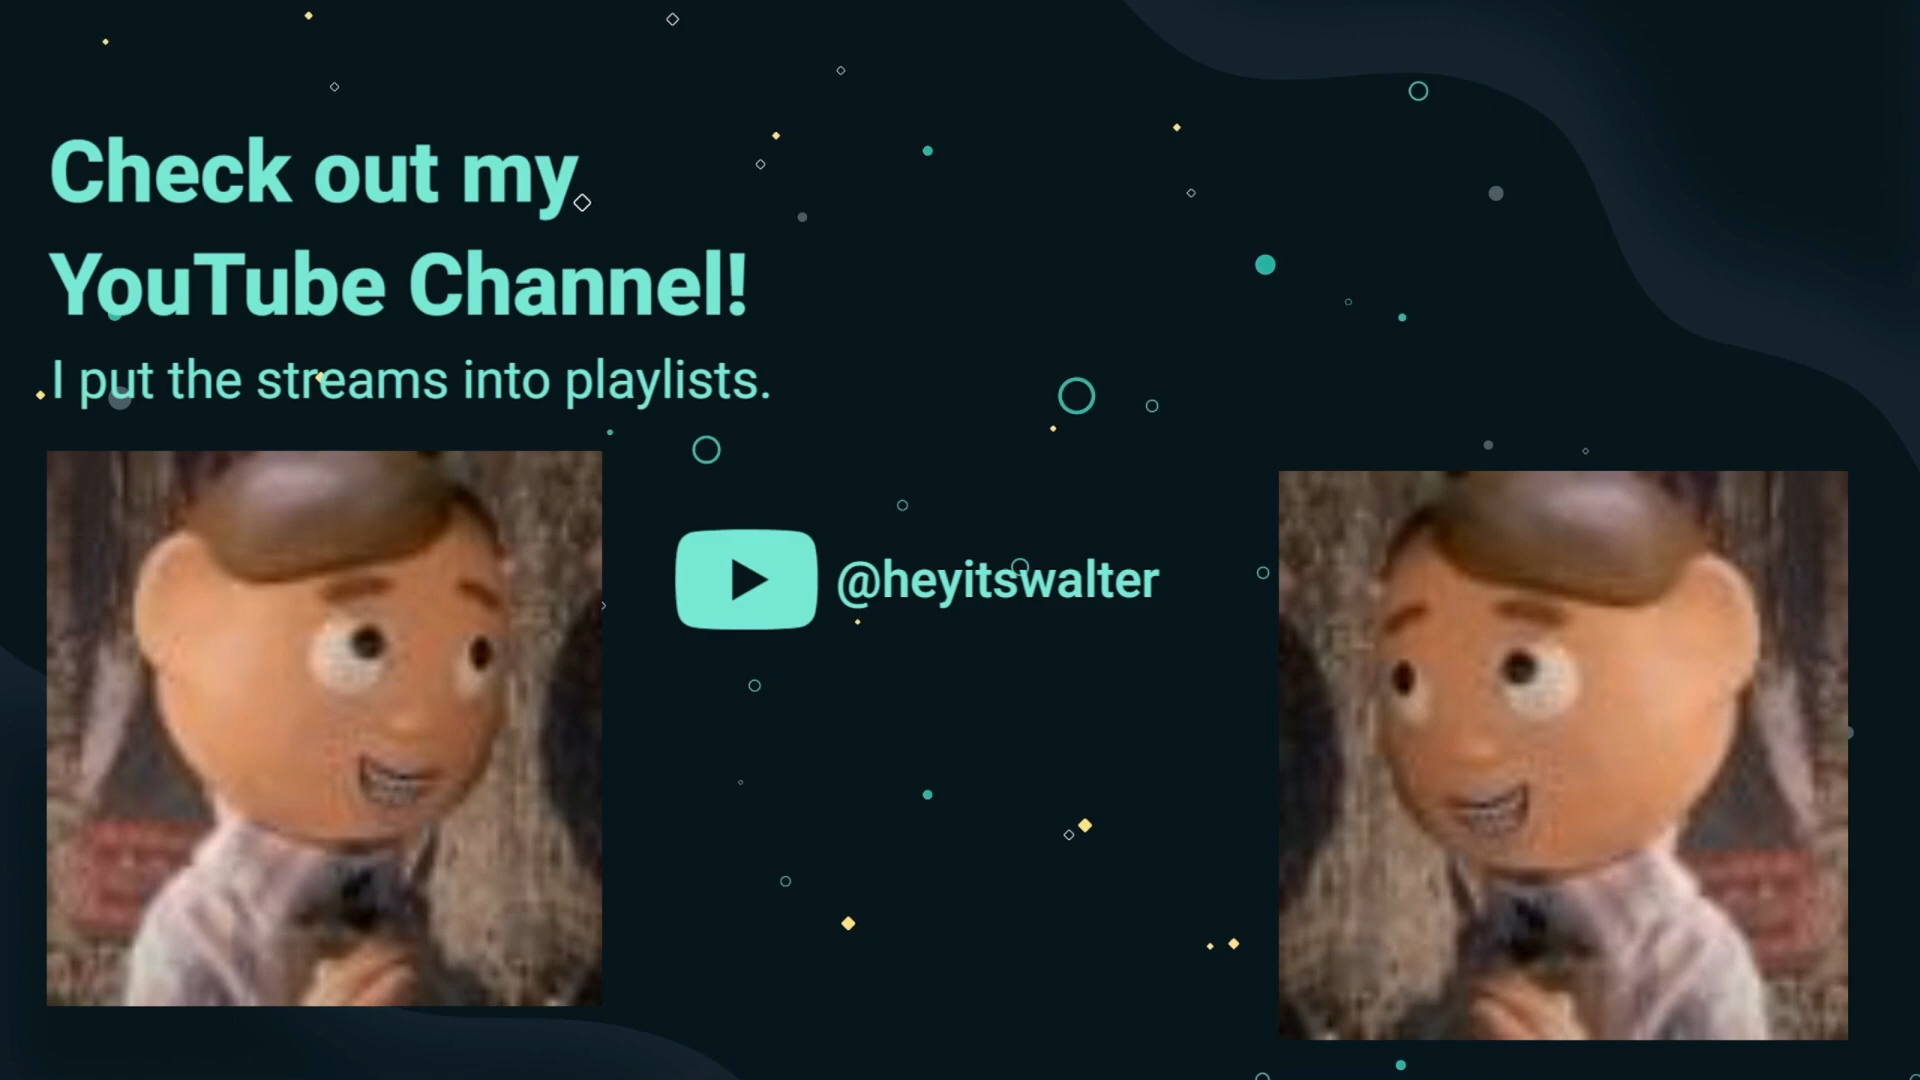 Check out my
YouTube Channel!
I put the streams into playlists.
@heyitswalter